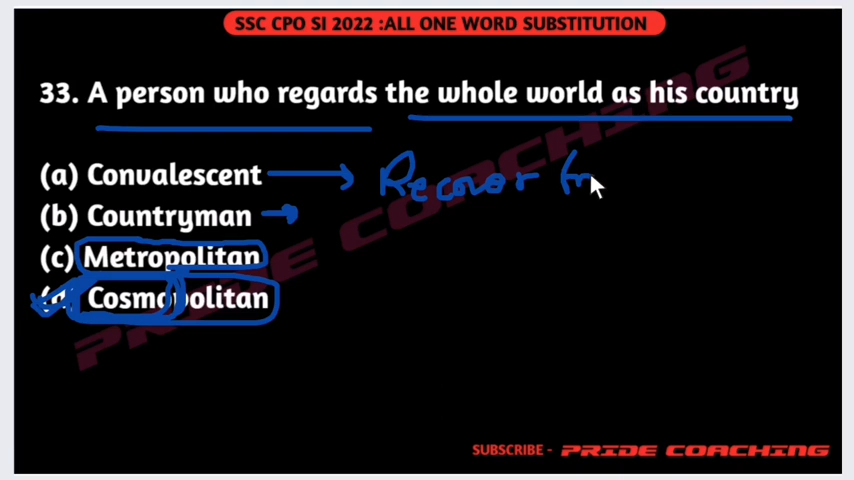 SSC CPO SI 2022 :ALL ONE WORD SUBSTITUTION
33. A person who regards the whole world as his country
(a) Convalescent Recover
(b) Countryman
(c) Metropolitan
(d) Cosmopolitan
PRIDE COACHING
SUBSCRIBE - PRIDE COACHING